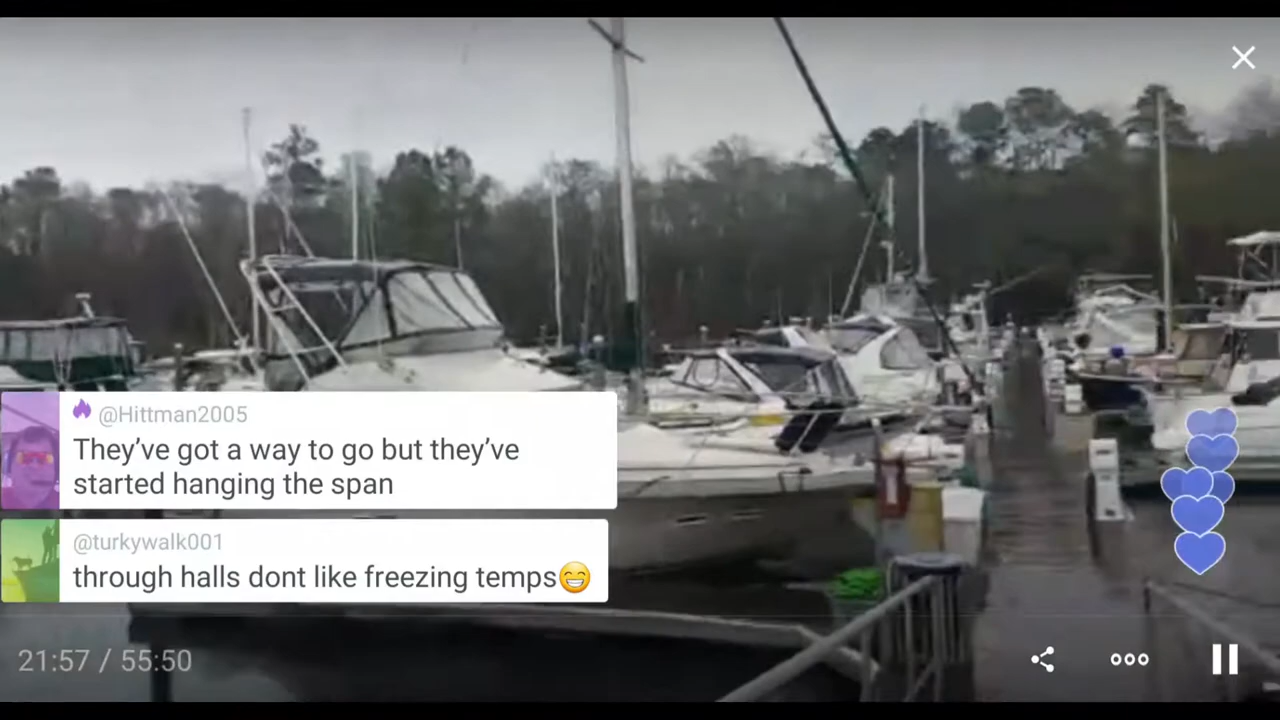 @Hittman2005
They’ve got a way to go but they’ve
started hanging the span
@turkywalk001
through halls dont like freezing temps😁
21:57 / 55:50